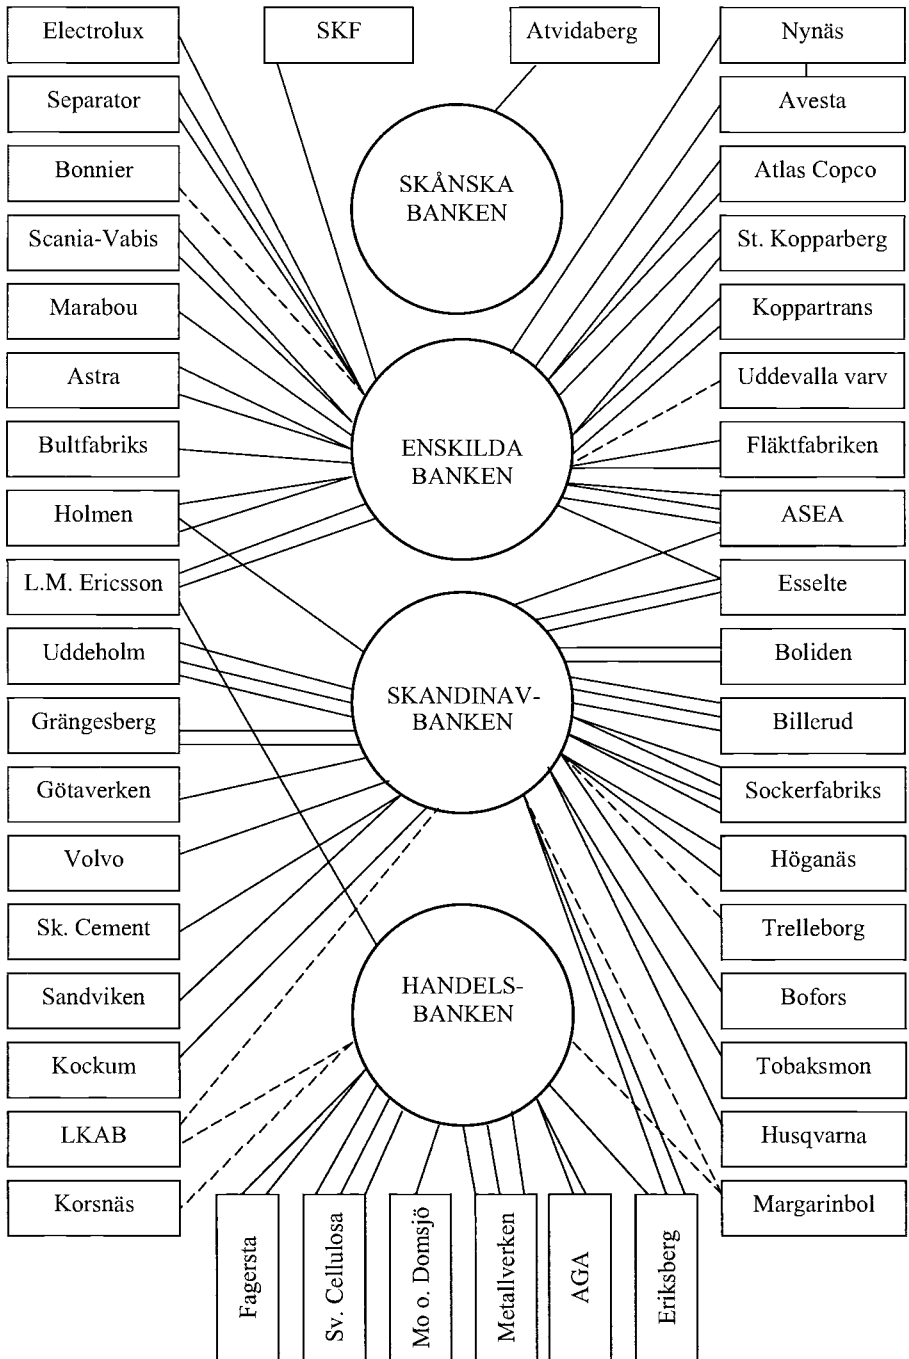 Electrolux
SKF
Atvidaberg
Nynäs
Separator
Avesta
Bonnier
Atlas Copco
SKÅNSKA
BANKEN
Scania-Vabis
St. Kopparberg
Marabou
Koppartrans
Astra
Uddevalla varv
Bultfabriks
Fläktfabriken
ENSKILDA
BANKEN
Holmen
ASEA
L.M. Ericsson
Esselte
Uddeholm
Boliden
SKANDINAV-
BANKEN
Grängesberg
Billerud
Götaverken
Sockerfabriks
Volvo
Höganäs
Sk. Cement
Trelleborg
Sandviken
HANDELS-
BANKEN
Bofors
Kockum
Tobaksmon
LKAB
Husqvarna
Korsnäs
Margarinbol
Fagersta
Sv. Cellulosa
Mo o. Domsjö
Metallverken
AGA
Eriksberg